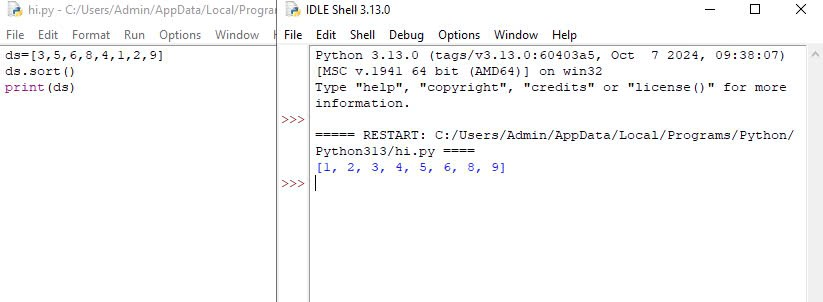 hi.py - C:/Users/Admin/AppData/Local/Program
File Edit Format Run Options Window
ds=[3,5,6,8,4,1,2,9]
ds.sort()
print(ds)
IDLE Shell 3.13.0
File Edit Shell Debug Options Window Help
Python 3.13.0 (tags/v3.13.0:60403a5, Oct  7 2024, 09:38:07)
[MSC v.1941 64 bit (AMD64)] on win32
Type "help", "copyright", "credits" or "license()" for more
information.
>>>
===== RESTART: C:/Users/Admin/AppData/Local/Programs/Python/
Python313/hi.py ====
[1, 2, 3, 4, 5, 6, 8, 9]
>>>